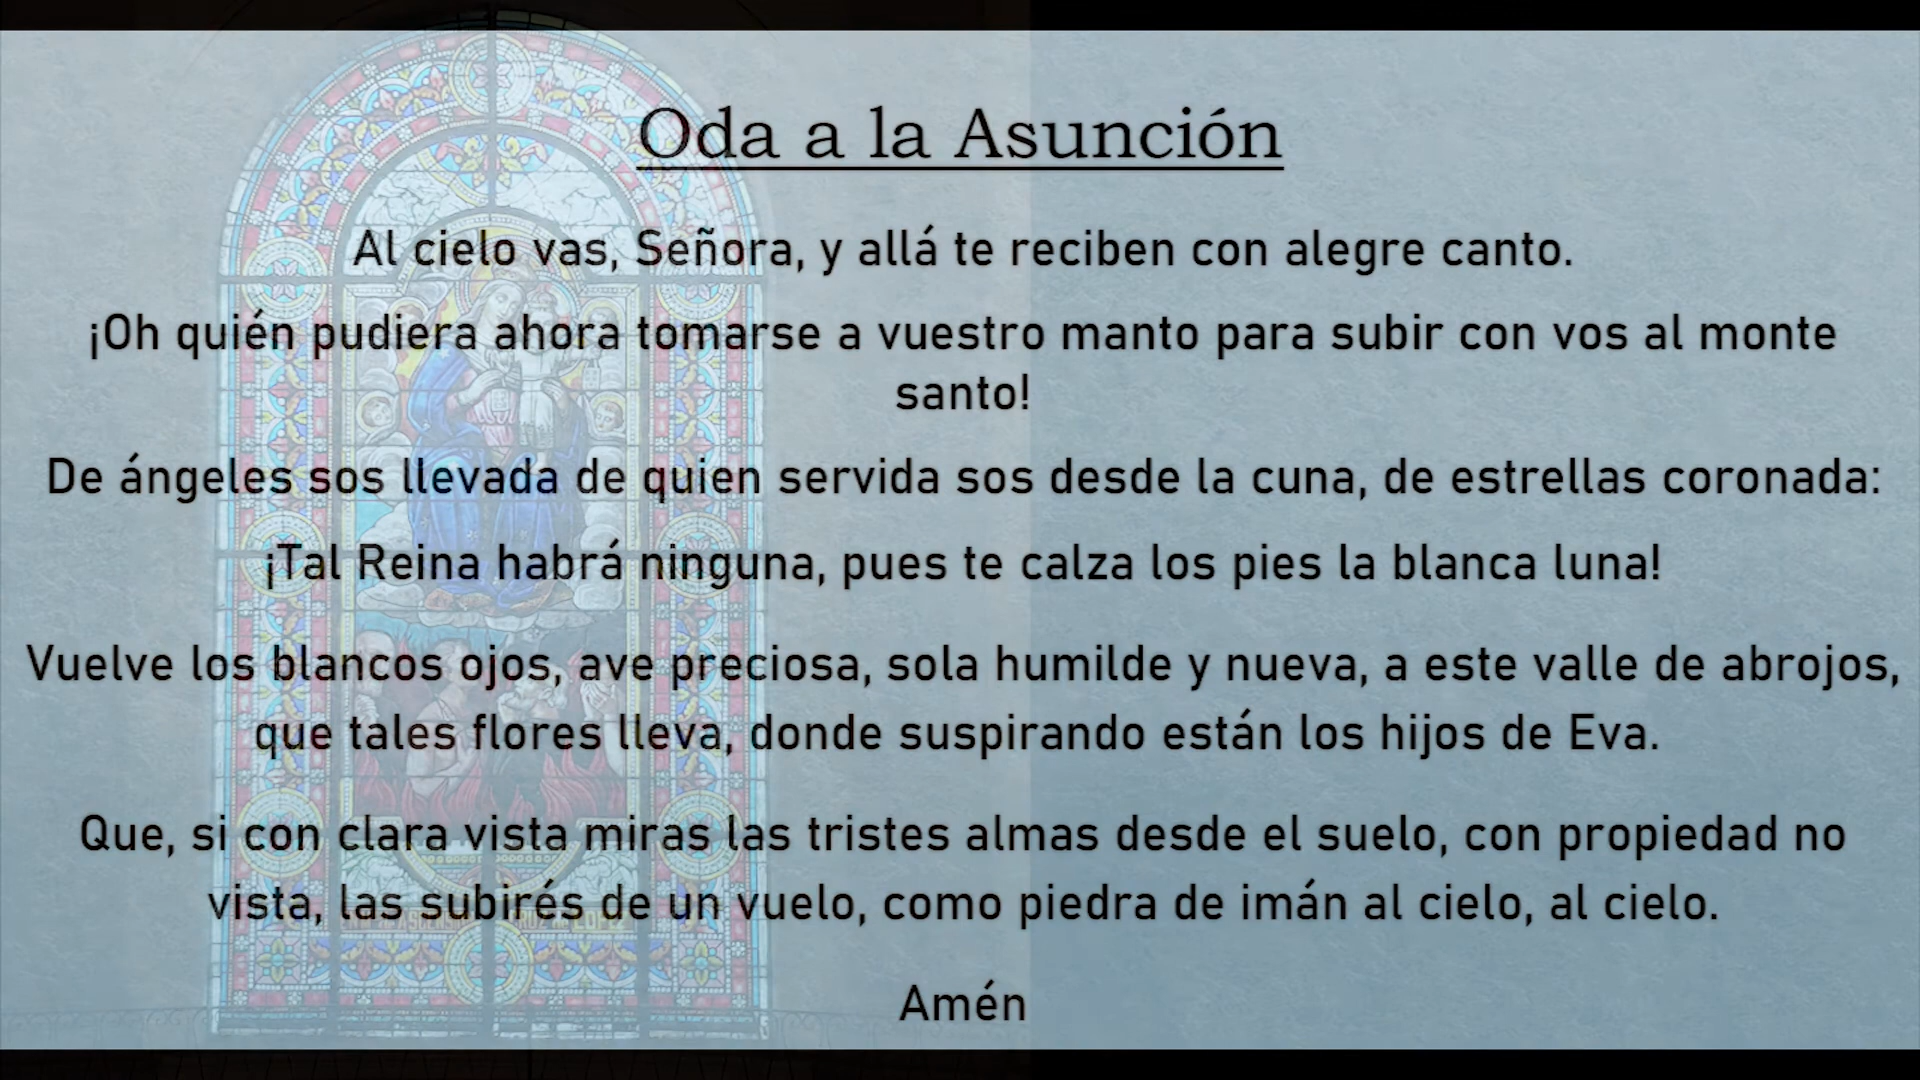 Oda a la Asunción
Al cielo vas, Señora, y allá te reciben con alegre canto.
¡Oh quién pudiera ahora tomarse a vuestro manto para subir con vos al monte
santo!
De ángeles sos llevada de quien servida sos desde la cuna, de estrellas coronada:
¡Tal Reina habrá ninguna, pues te calza los pies la blanca luna!
Vuelve los blancos ojos, ave preciosa, sola humilde y nueva, a este valle de abrojos,
que tales flores lleva, donde suspirando están los hijos de Eva.
Que, si con clara vista miras las tristes almas desde el suelo, con propiedad no
vista, las subirés de un vuelo, como piedra de imán al cielo, al cielo.
Amén